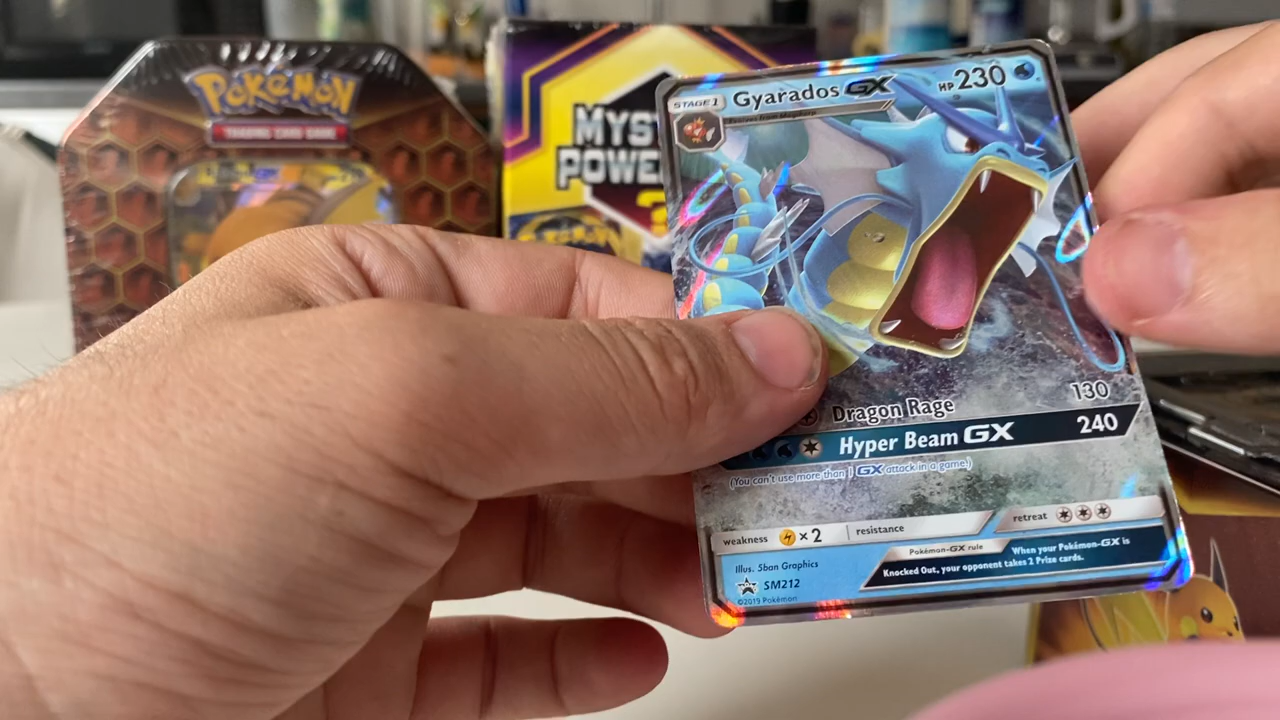 POKéMON
TRADING CARD GAME
MYST
POWE
STAGE 1
Gyarados GX
HP 230
Evolves from Magikarp
Dragon Rage 130
Hyper Beam GX 240
(You can't use more than 1 GX attack in a game.)
weakness ×2 resistance retreat
Pokémon-GX rule When your Pokémon-GX is
Knocked Out, your opponent takes 2 Prize cards.
Illus. 5ban Graphics
SM212
©2019 Pokémon